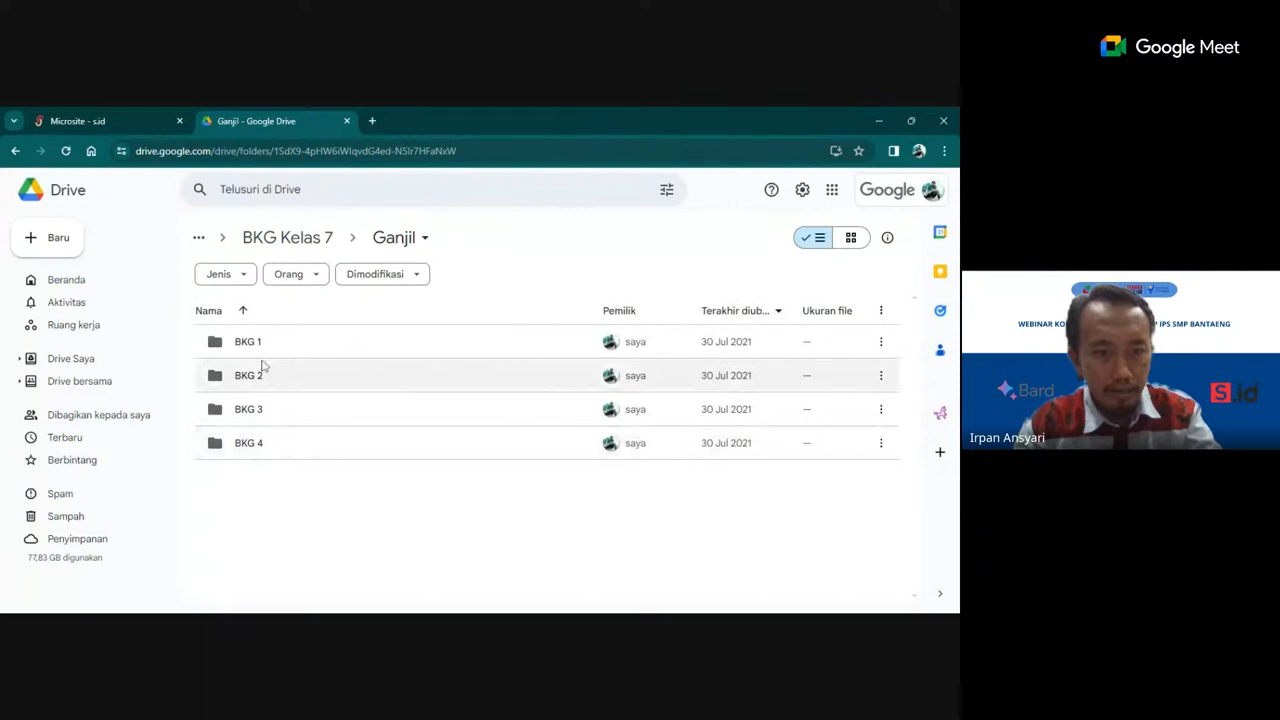 Google Meet
Microsite - s.id
Ganjil - Google Drive
drive.google.com/drive/folders/1SdX9-4pHW6iWIqvdG4ed-N5lr7HFaNxW
Drive
Telusuri di Drive
Google
Baru
BKG Kelas 7
Ganjil
Jenis
Orang
Dimodifikasi
Beranda
Aktivitas
Ruang kerja
Drive Saya
Drive bersama
Dibagikan kepada saya
Terbaru
Berbintang
Spam
Sampah
Penyimpanan
77,83 GB digunakan
Nama Pemilik Terakhir diub... Ukuran file
BKG 1 saya 30 Jul 2021 —
BKG 2 saya 30 Jul 2021 —
BKG 3 saya 30 Jul 2021 —
BKG 4 saya 30 Jul 2021 —
WEBINAR KO
P IPS SMP BANTAENG
Bard
S.id
Irpan Ansyari